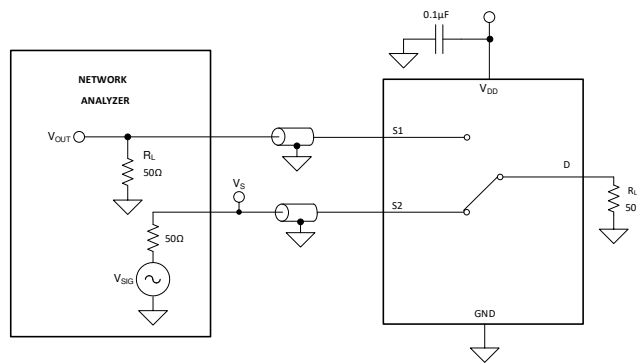 0.1µF
NETWORK
ANALYZER
VDD
VOUT
S1
RL
50Ω
D
VS
RL
50
S2
50Ω
VSIG
GND